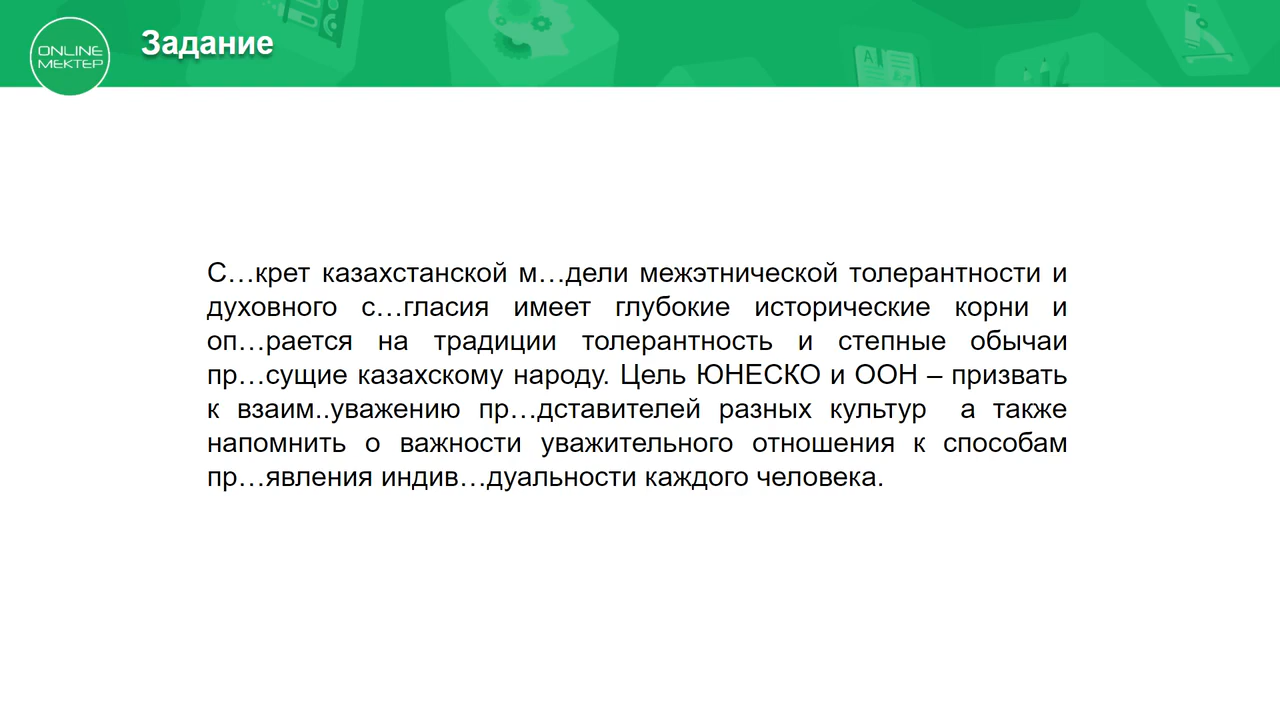 ONLINE
МЕКТЕР
Задание
С…крет казахстанской м…дели межэтнической толерантности и
духовного с…гласия имеет глубокие исторические корни и
оп…рается на традиции толерантность и степные обычаи
пр…сущие казахскому народу. Цель ЮНЕСКО и ООН – призвать
к взаим..уважению пр…дставителей разных культур  а также
напомнить о важности уважительного отношения к способам
пр…явления индив…дуальности каждого человека.